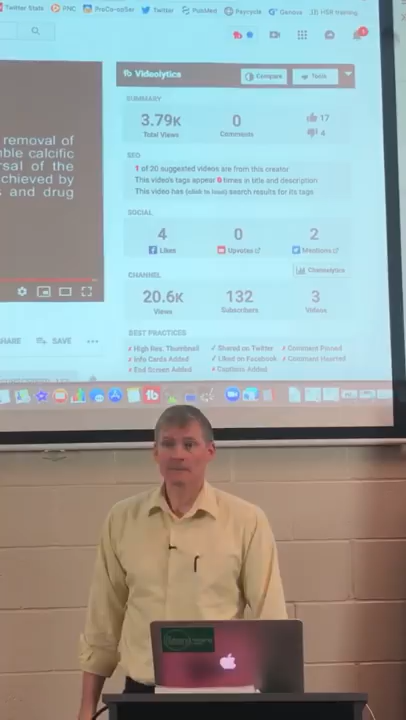 Twitter Stats
PNC
ProCo-soSer
Twitter
PubMed
Paycycle
Genova
HSR training
removal of
ble calcific
rsal of the
chieved by
s and drug
Videolytics
Compare
Tools
SUMMARY
3.79K
0
17
Total Views
Comments
4
SEO
1 of 20 suggested videos are from this creator
This video's tags appear 0 times in title and description
This video has (click to load) search results for its tags
SOCIAL
4
0
2
Likes
Upvotes
Mentions
CHANNEL
Channelytics
20.6K
132
3
Views
Subscribers
Videos
BEST PRACTICES
High Res. Thumbnail
Shared on Twitter
Comment Pinned
Info Cards Added
Liked on Facebook
Comment Hearted
End Screen Added
Captions Added
HARE
SAVE